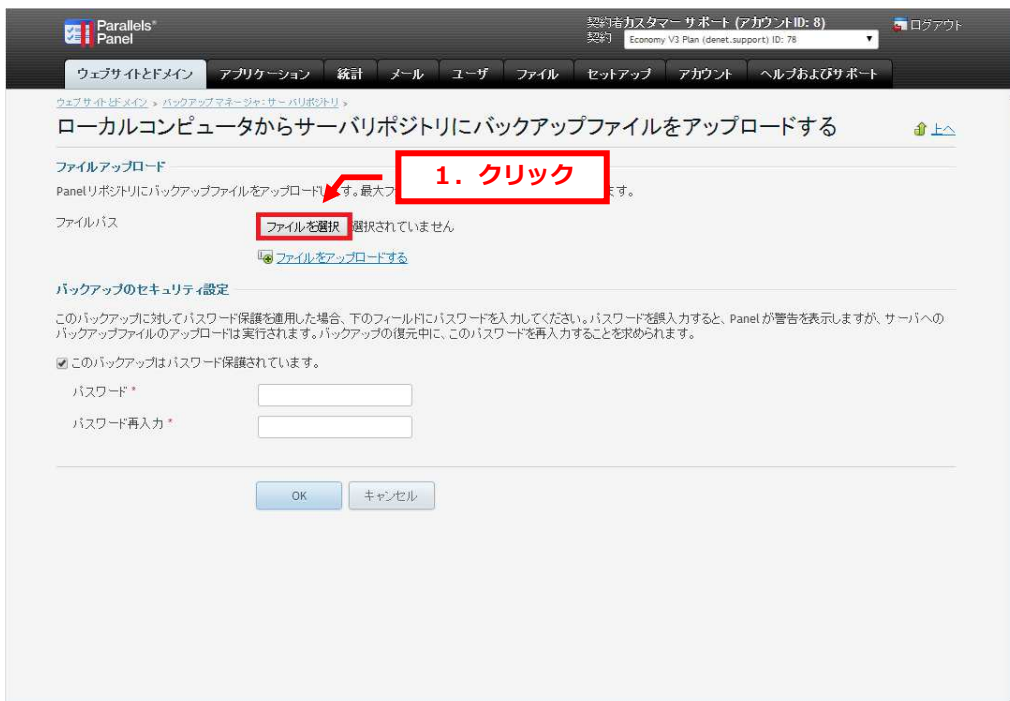 Parallels®
Panel
契約者カスタマー サポート (アカウントID: 8)
契約 Economy V3 Plan (denet.support) ID: 78
ログアウト
ウェブサイトとドメイン アプリケーション 統計 メール ユーザ ファイル セットアップ アカウント ヘルプおよびサポート
ウェブサイトとドメイン > バックアップマネージャ:サーバリポジトリ >
ローカルコンピュータからサーバリポジトリにバックアップファイルをアップロードする
上へ
ファイルアップロード
1．クリック
Panelリポジトリにバックアップファイルをアップロードします。最大フ ます。
ファイルパス ファイルを選択 選択されていません
ファイルをアップロードする
バックアップのセキュリティ設定
このバックアップに対してパスワード保護を適用した場合、下のフィールドにパスワードを入力してください。パスワードを誤入力すると、Panel が警告を表示しますが、サーバへの
バックアップファイルのアップロードは実行されます。バックアップの復元中に、このパスワードを再入力することを求められます。
このバックアップはパスワード保護されています。
パスワード *
パスワード再入力 *
OK キャンセル